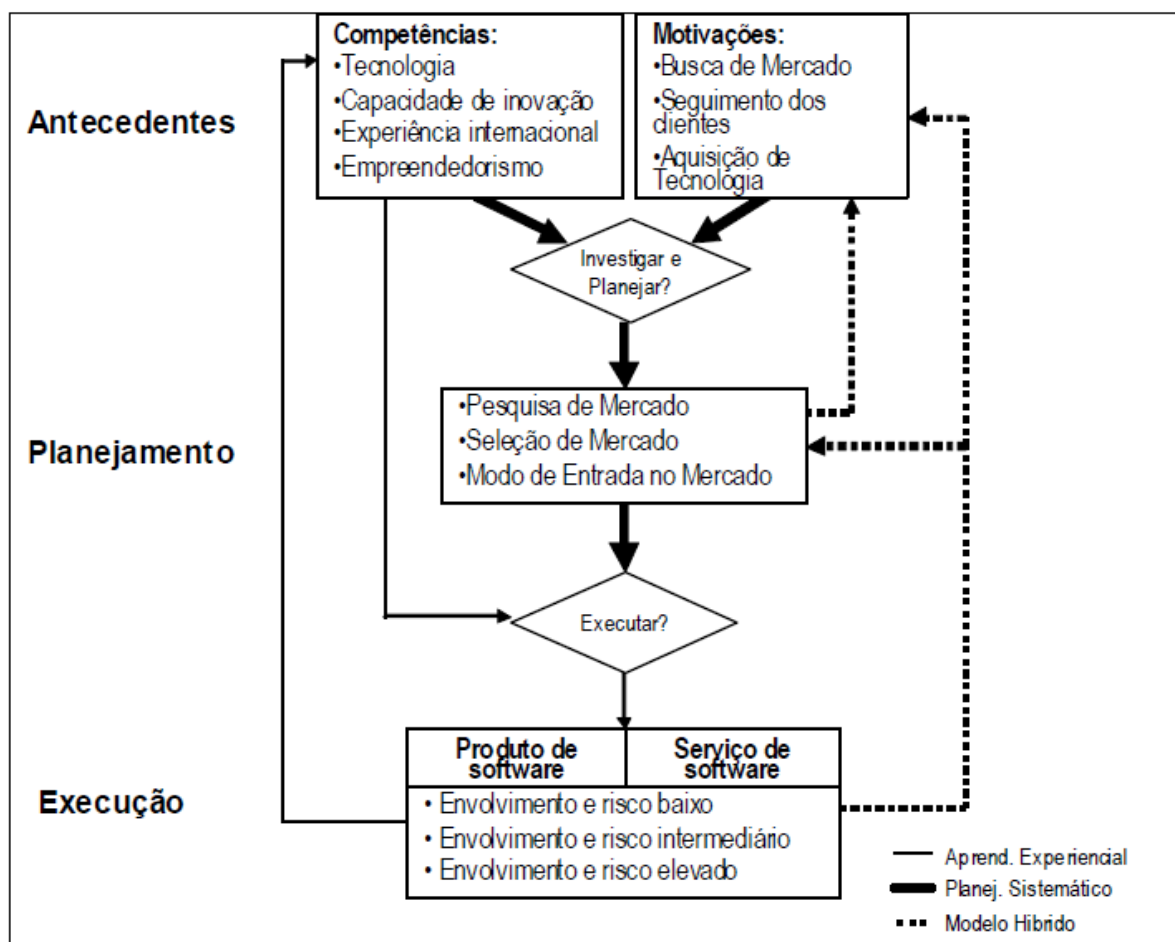 Competências:
•Tecnologia
•Capacidade de inovação
•Experiência internacional
•Empreendedorismo
Motivações:
•Busca de Mercado
•Seguimento dos
clientes
•Aquisição de
Tecnologia
Antecedentes
Investigar e
Planejar?
Planejamento
•Pesquisa de Mercado
•Seleção de Mercado
•Modo de Entrada no Mercado
Executar?
Execução
Produto de
software
Serviço de
software
• Envolvimento e risco baixo
• Envolvimento e risco intermediário
• Envolvimento e risco elevado
Aprend. Experiencial
Planej. Sistemático
Modelo Hibrido